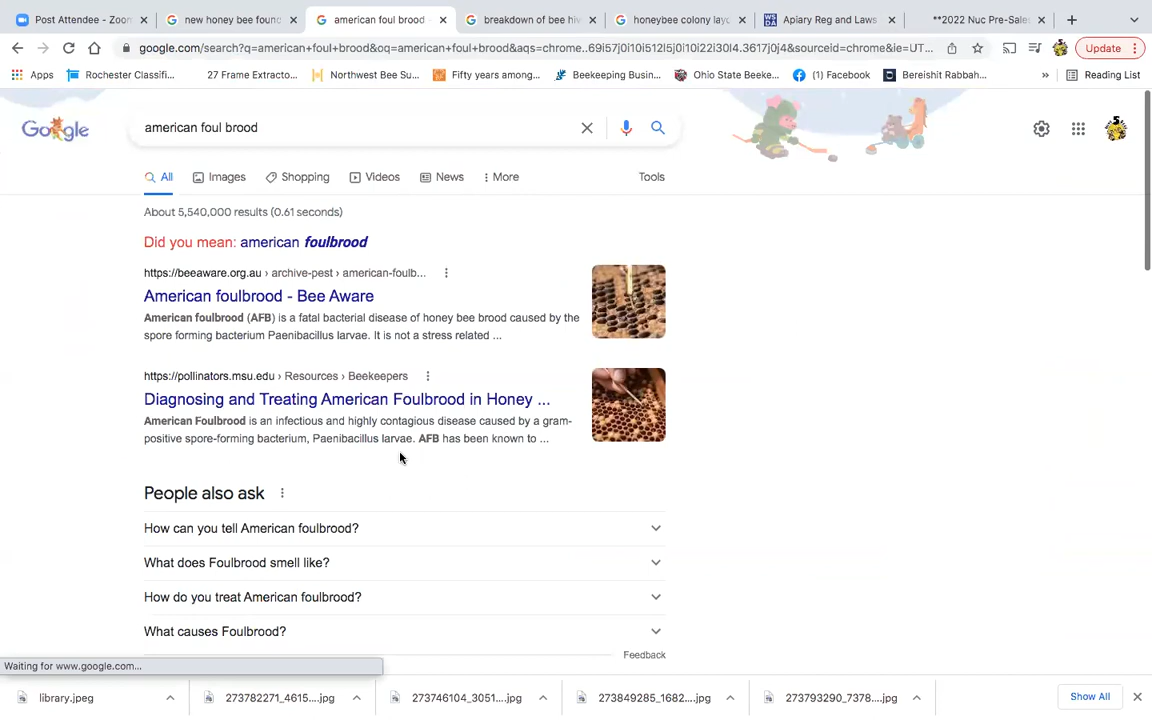 Post Attendee - Zoom
new honey bee found
american foul brood -
breakdown of bee hiv
honeybee colony layo
Apiary Reg and Laws
**2022 Nuc Pre-Sale
google.com/search?q=american+foul+brood&oq=american+foul+brood&aqs=chrome..69i57j0i10i512l5j0i10i22i30l4.3617j0j4&sourceid=chrome&ie=UT...
Update
Apps
Rochester Classifi...
27 Frame Extracto...
Northwest Bee Su...
Fifty years among...
Beekeeping Busin...
Ohio State Beeke...
(1) Facebook
Bereishit Rabbah...
»
Reading List
Google
american foul brood
All
Images
Shopping
Videos
News
More
Tools
About 5,540,000 results (0.61 seconds)
Did you mean: american foulbrood
https://beeaware.org.au › archive-pest › american-foulb...
American foulbrood - Bee Aware
American foulbrood (AFB) is a fatal bacterial disease of honey bee brood caused by the
spore forming bacterium Paenibacillus larvae. It is not a stress related ...
https://pollinators.msu.edu › Resources › Beekeepers
Diagnosing and Treating American Foulbrood in Honey ...
American Foulbrood is an infectious and highly contagious disease caused by a gram-
positive spore-forming bacterium, Paenibacillus larvae. AFB has been known to ...
People also ask
How can you tell American foulbrood?
What does Foulbrood smell like?
How do you treat American foulbrood?
What causes Foulbrood?
Feedback
Waiting for www.google.com...
library.jpeg
273782271_4615....jpg
273746104_3051....jpg
273849285_1682....jpg
273793290_7378....jpg
Show All